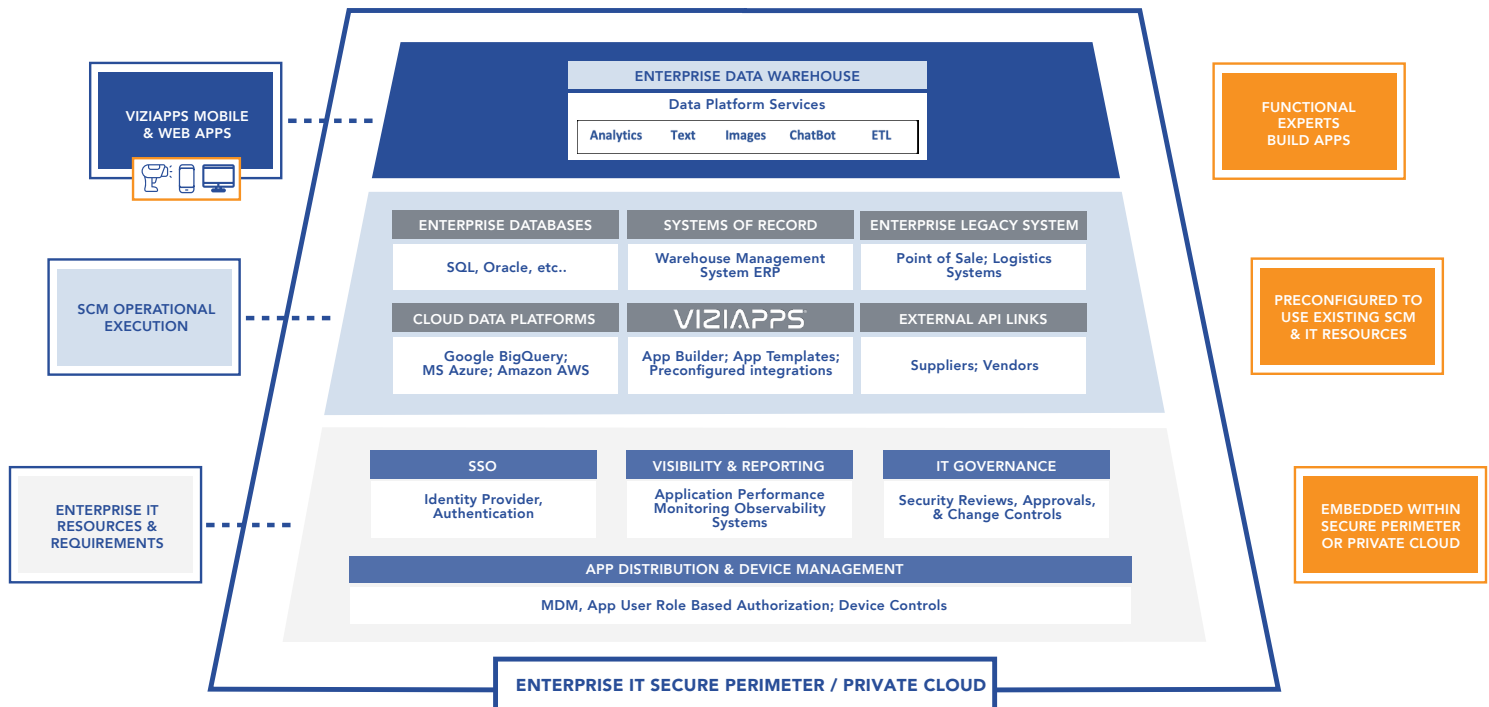 ENTERPRISE DATA WAREHOUSE
Data Platform Services
Analytics Text Images ChatBot ETL
VIZIAPPS MOBILE
& WEB APPS
FUNCTIONAL
EXPERTS
BUILD APPS
ENTERPRISE DATABASES
SQL, Oracle, etc..
SYSTEMS OF RECORD
Warehouse Management
System ERP
ENTERPRISE LEGACY SYSTEM
Point of Sale; Logistics
Systems
SCM OPERATIONAL
EXECUTION
CLOUD DATA PLATFORMS
Google BigQuery;
MS Azure; Amazon AWS
VIZIAPPS
App Builder; App Templates;
Preconfigured integrations
EXTERNAL API LINKS
Suppliers; Vendors
PRECONFIGURED TO
USE EXISTING SCM
& IT RESOURCES
ENTERPRISE IT
RESOURCES &
REQUIREMENTS
SSO
Identity Provider,
Authentication
VISIBILITY & REPORTING
Application Performance
Monitoring Observability
Systems
IT GOVERNANCE
Security Reviews, Approvals,
& Change Controls
EMBEDDED WITHIN
SECURE PERIMETER
OR PRIVATE CLOUD
APP DISTRIBUTION & DEVICE MANAGEMENT
MDM, App User Role Based Authorization; Device Controls
ENTERPRISE IT SECURE PERIMETER / PRIVATE CLOUD